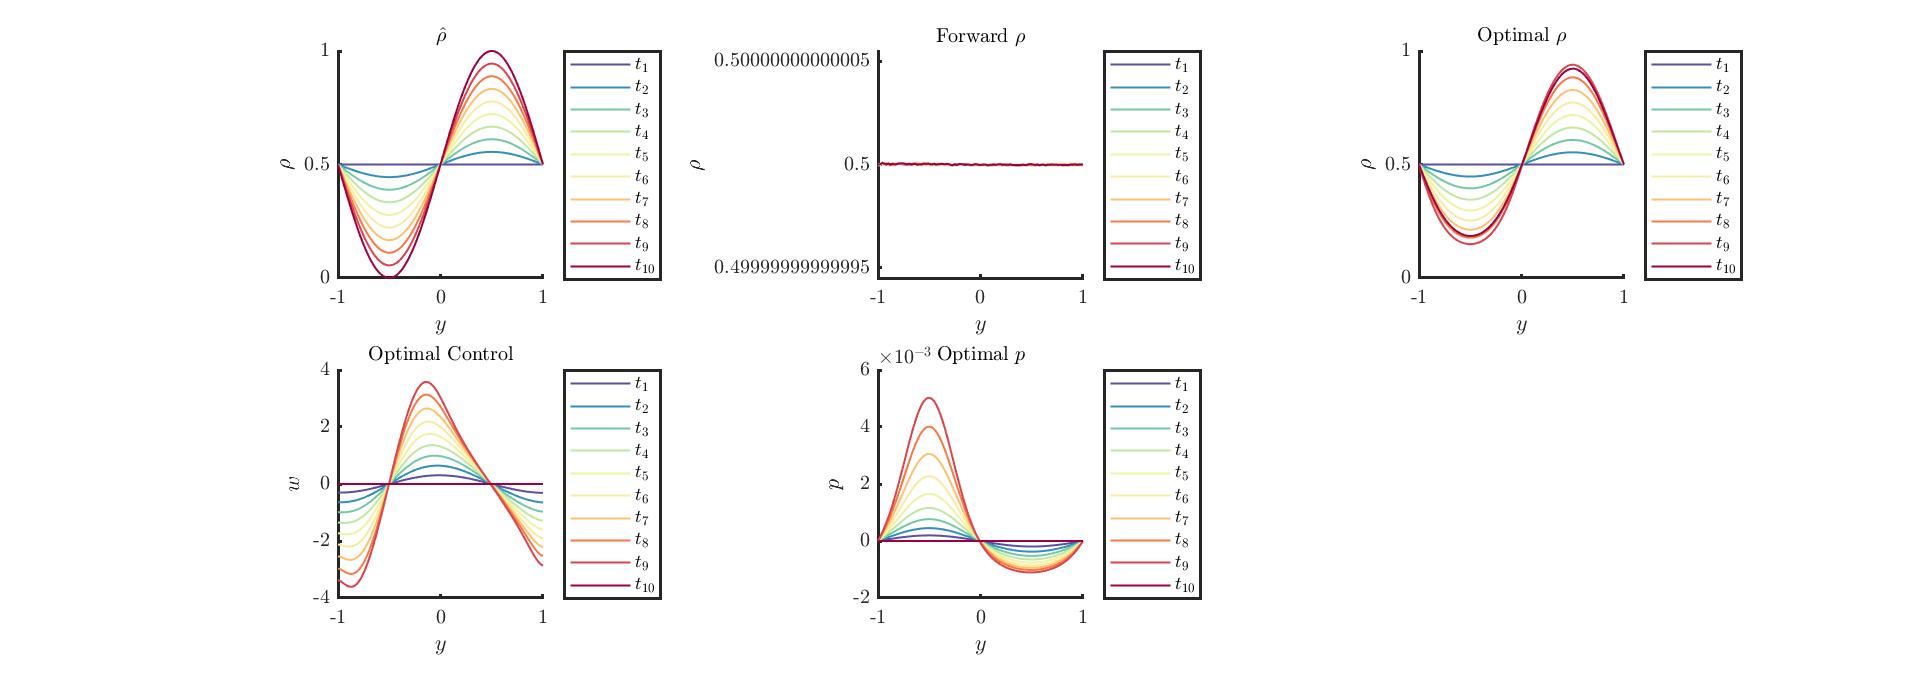 ρ̂
1
0.5
0
ρ
-1 0 1
y
t₁
t₂
t₃
t₄
t₅
t₆
t₇
t₈
t₉
t₁₀
Forward ρ
0.50000000000005
0.5
0.49999999999995
ρ
-1 0 1
y
t₁
t₂
t₃
t₄
t₅
t₆
t₇
t₈
t₉
t₁₀
Optimal ρ
1
0.5
0
ρ
-1 0 1
y
t₁
t₂
t₃
t₄
t₅
t₆
t₇
t₈
t₉
t₁₀
Optimal Control
4
2
0
-2
-4
w
-1 0 1
y
t₁
t₂
t₃
t₄
t₅
t₆
t₇
t₈
t₉
t₁₀
×10⁻³ Optimal p
6
4
2
0
-2
p
-1 0 1
y
t₁
t₂
t₃
t₄
t₅
t₆
t₇
t₈
t₉
t₁₀